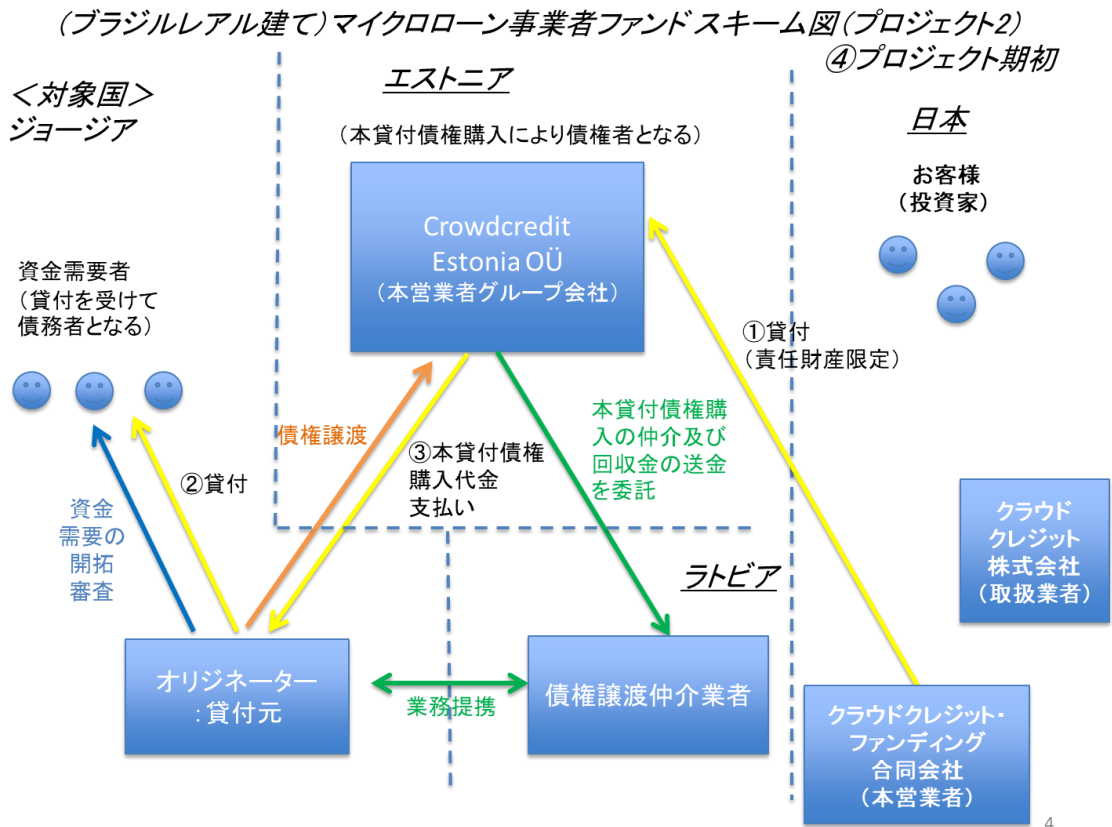 （ブラジルレアル建て）マイクロローン事業者ファンド スキーム図（プロジェクト2）
④プロジェクト期初
＜対象国＞
ジョージア
エストニア
（本貸付債権購入により債権者となる）
Crowdcredit
Estonia OÜ
（本営業者グループ会社）
日本
お客様
（投資家）
資金需要者
（貸付を受けて
債務者となる）
①貸付
（責任財産限定）
債権譲渡
③本貸付債権
購入代金
支払い
本貸付債権購
入の仲介及び
回収金の送金
を委託
②貸付
資金
需要の
開拓
審査
ラトビア
クラウド
クレジット
株式会社
（取扱業者）
オリジネーター
：貸付元
業務提携
債権譲渡仲介業者
クラウドクレジット・
ファンディング
合同会社
（本営業者）
4